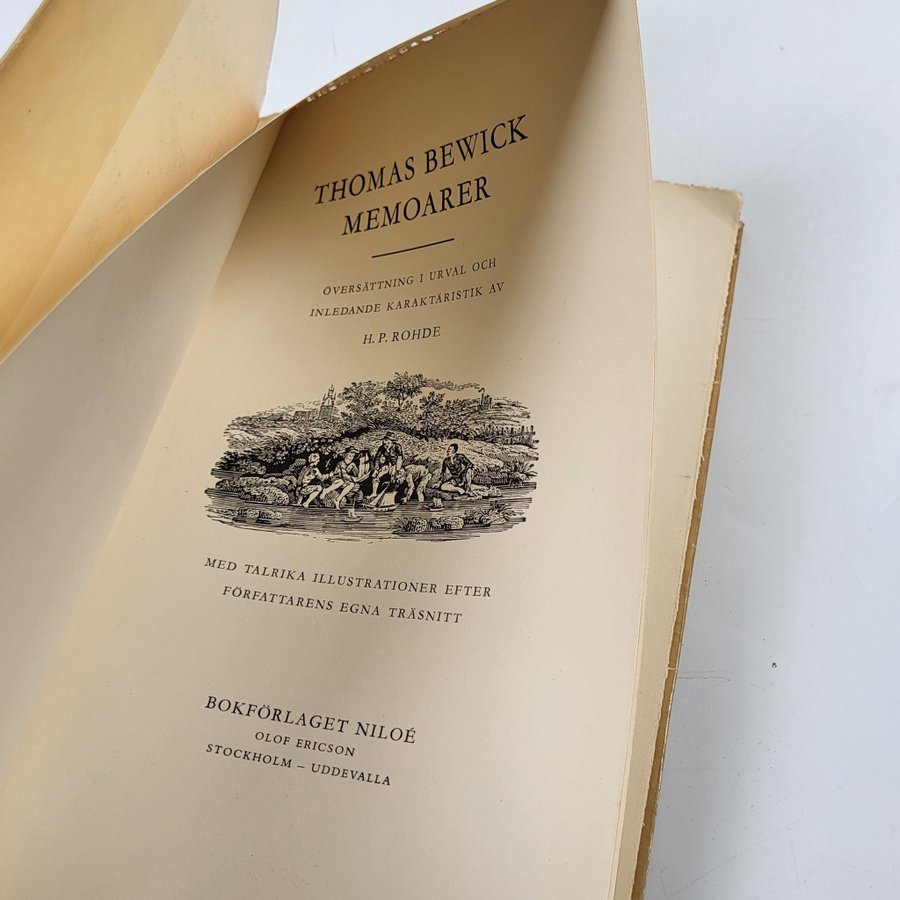 THOMAS BEWICK
MEMOARER
ÖVERSÄTTNING I URVAL OCH
INLEDANDE KARAKTÄRISTIK AV
H. P. ROHDE
MED TALRIKA ILLUSTRATIONER EFTER
FÖRFATTARENS EGNA TRÄSNITT
BOKFÖRLAGET NILOÉ
OLOF ERICSON
STOCKHOLM – UDDEVALLA